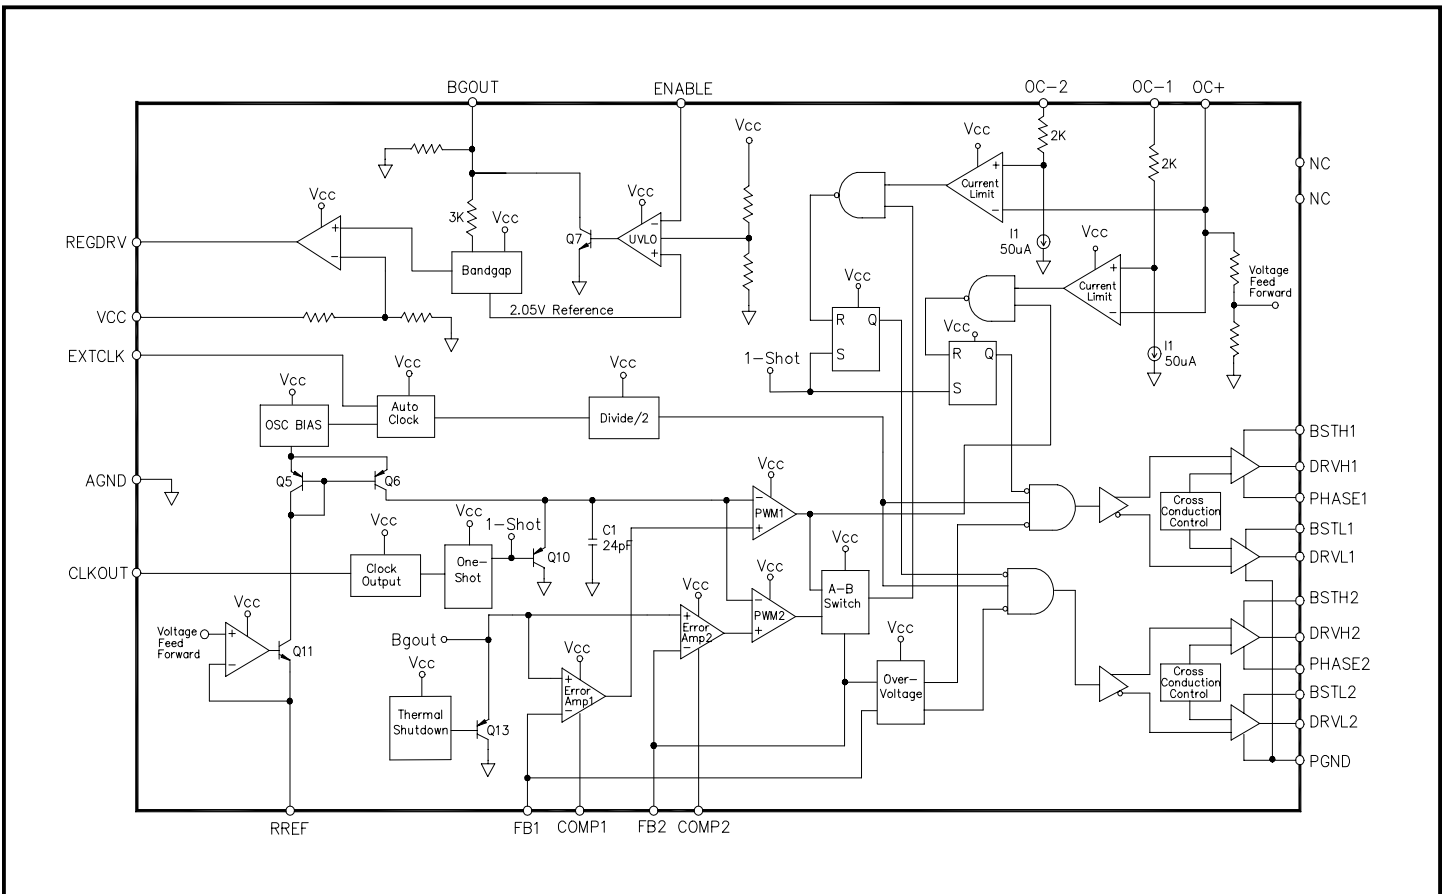 BGOUT
ENABLE
OC-2
OC-1
OC+
Vcc
Vcc
2K
2K
NC
Current
Limit
NC
Vcc
Vcc
3K
Vcc
Q7
UVLO
I1
50uA
Vcc
REGDRV
Bandgap
Vcc
Voltage
Feed
Forward
Current
Limit
2.05V Reference
VCC
R
Q
Vcc
EXTCLK
S
R
Q
I1
50uA
1-Shot
S
Vcc
Vcc
Vcc
Auto
Clock
OSC BIAS
Divide/2
BSTH1
DRVH1
PHASE1
Cross
Conduction
Control
BSTL1
DRVL1
AGND
Q5
Q6
Vcc
PWM1
Vcc
Vcc
1-Shot
C1
24pF
Q10
Vcc
CLKOUT
Clock
Output
One-
Shot
Vcc
Vcc
A-B
Switch
PWM2
BSTH2
DRVH2
PHASE2
Cross
Conduction
Control
BSTL2
DRVL2
PGND
Vcc
Voltage
Feed
Forward
Q11
Bgout
Error
Amp2
Vcc
Over-
Voltage
Vcc
Vcc
Error
Amp1
Thermal
Shutdown
Q13
RREF
FB1
COMP1
FB2
COMP2